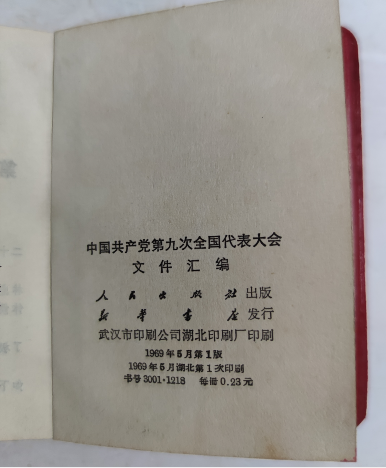 中国共产党第九次全国代表大会
文件汇编
人民出版社出版
新华书店发行
武汉市印刷公司湖北印刷厂印刷
1969年5月第1版
1969年5月湖北第1次印刷
书号3001·1218 每册0.23元